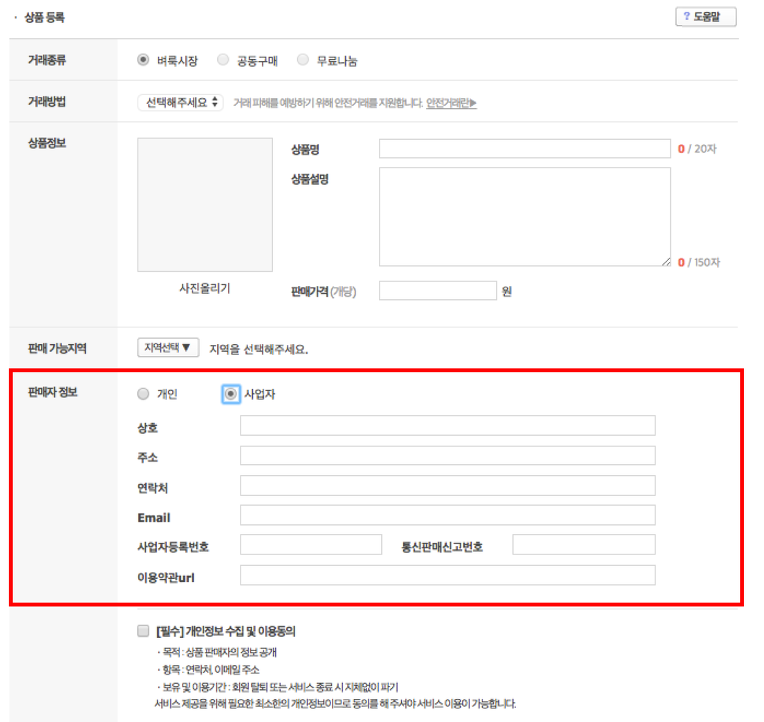 · 상품 등록
? 도움말
거래종류 벼룩시장 공동구매 무료나눔
거래방법 선택해주세요 거래 피해를 예방하기 위해 안전거래를 지원합니다. 안전거래란▶
상품정보 상품명 0 / 20자
상품설명
0 / 150자
사진올리기 판매가격(개당) 원
판매 가능지역 지역선택 ▼ 지역을 선택해주세요.
판매자 정보 개인 사업자
상호
주소
연락처
Email
사업자등록번호 통신판매신고번호
이용약관url
[필수] 개인정보 수집 및 이용동의
· 목적 : 상품 판매자의 정보 공개
· 항목 : 연락처, 이메일 주소
· 보유 및 이용기간 : 회원 탈퇴 또는 서비스 종료 시 지체없이 파기
서비스 제공을 위해 필요한 최소한의 개인정보이므로 동의를 해 주셔야 서비스 이용이 가능합니다.